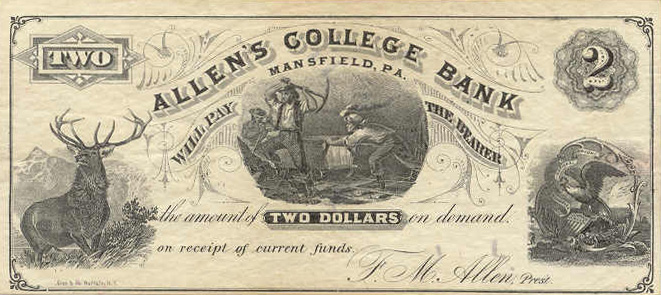 TWO
2
ALLEN'S COLLEGE BANK
MANSFIELD, PA.
WILL PAY THE BEARER
the amount of TWO DOLLARS on demand.
on receipt of current funds.
F. M. Allen, Prest.
Buffalo, N.Y.